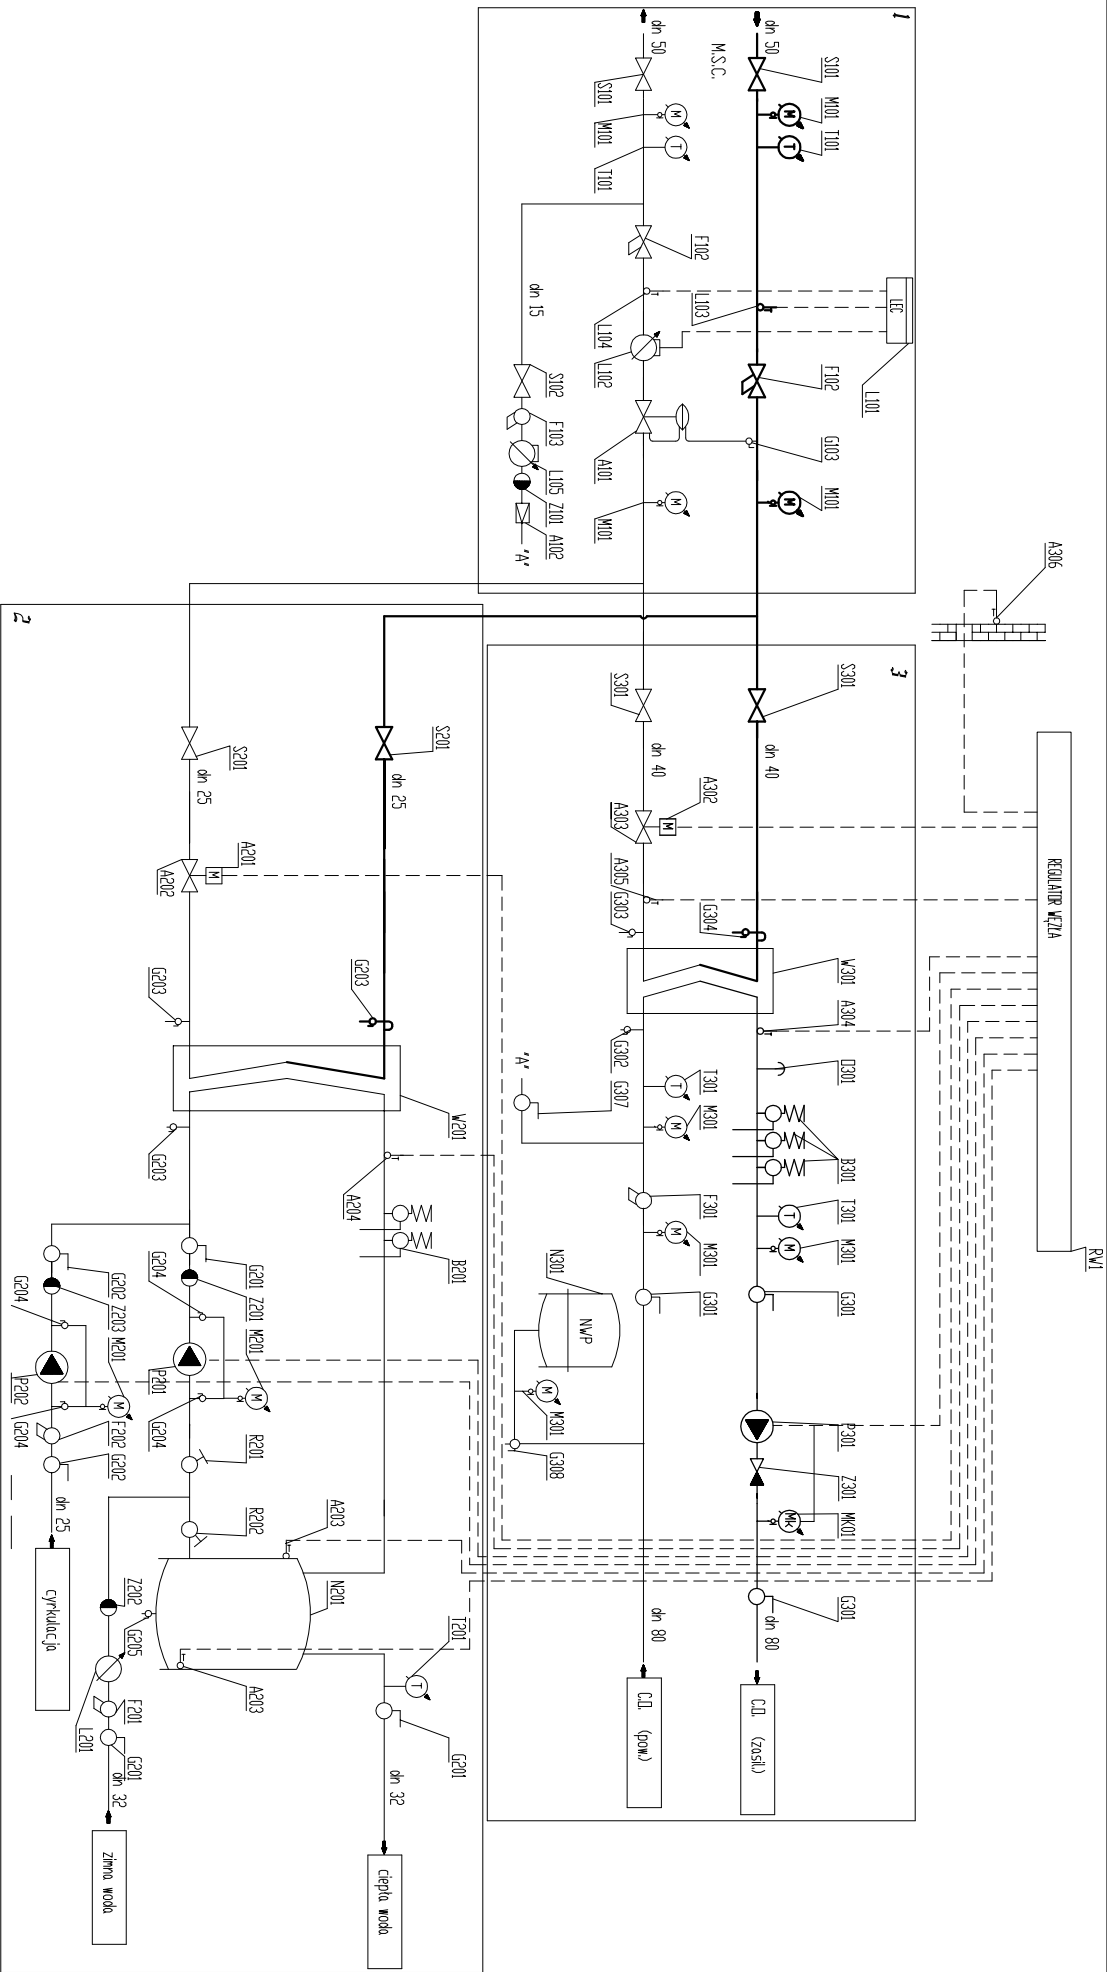 1
dn 50
M.S.C.
S101
M101
T101
dn 50
S101
M101
T101
F102
LEC
L101
L103
L104
L102
F102
G103
A101
M101
M101
dn 15
S102
F103
L105
Z101
A102
"A"
A306
REGULATOR WĘZŁA
RW1
3
S301
dn 40
S301
dn 40
A302
A303
A305
G303
G304
W301
A304
O301
B301
T301
M301
G301
P301
Z301
MK01
Mk
G301
dn 80
C.O. (zasil.)
G302
"A"
G307
T301
M301
F301
M301
G301
N301
NWP
M301
G308
dn 80
C.O. (pow.)
2
S201
dn 25
S201
dn 25
A201
A202
G203
G203
W201
G203
A204
B201
G201
Z201
M201
G204
P201
G204
R201
R202
G202
Z203
M201
G204
P202
G204
F202
G202
dn 25
cyrkulacja
A203
N201
A203
T201
G201
dn 32
ciepła woda
Z202
G205
L201
F201
G201
dn 32
zimna woda
M
M
M
M
M
M
M
M
M
M
M
T
T
T
T
T